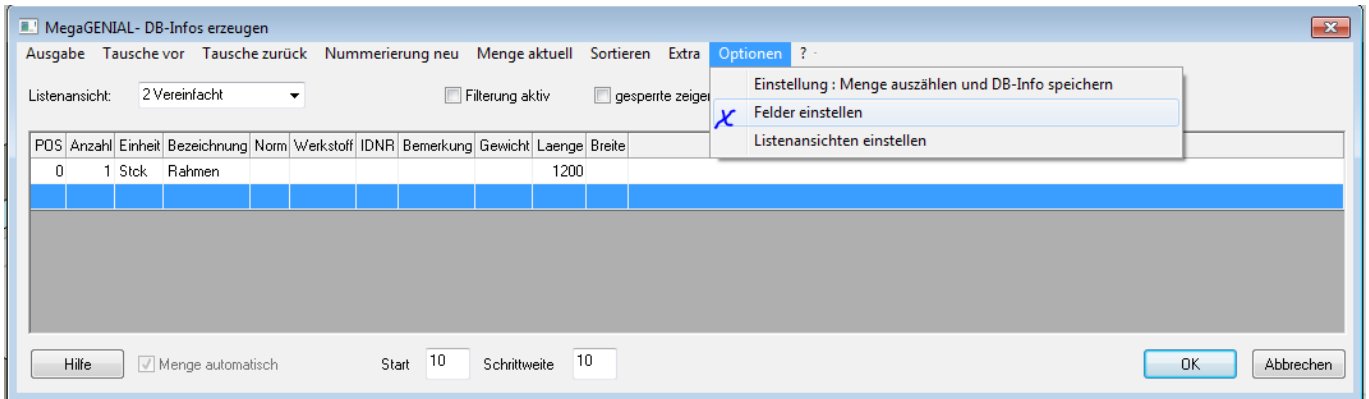 MegaGENIAL- DB-Infos erzeugen
Ausgabe Tausche vor Tausche zurück Nummerierung neu Menge aktuell Sortieren Extra Optionen ?
Einstellung : Menge auszählen und DB-Info speichern
Listenansicht: 2 Vereinfacht Filterung aktiv gesperrte zeigen
x Felder einstellen
Listenansichten einstellen
POS Anzahl Einheit Bezeichnung Norm Werkstoff IDNR Bemerkung Gewicht Laenge Breite
0 1 Stck Rahmen 1200
Hilfe Menge automatisch Start 10 Schrittweite 10 OK Abbrechen